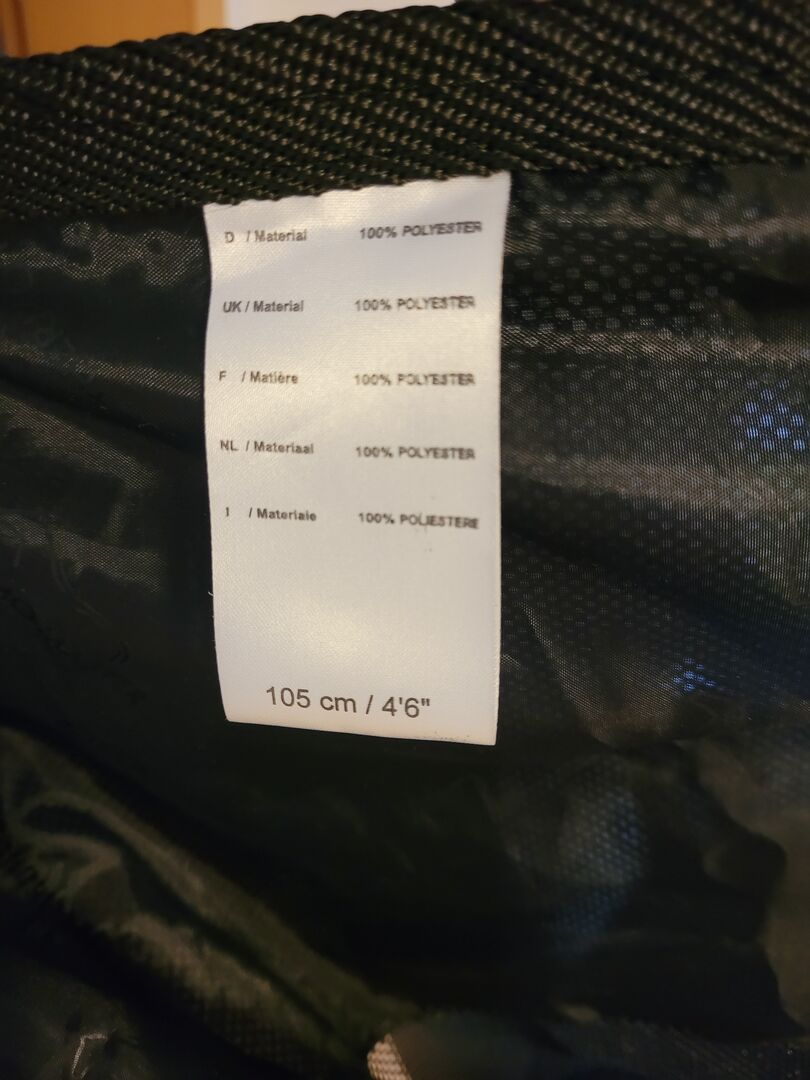 D / Material 100% POLYESTER
UK / Material 100% POLYESTER
F / Matière 100% POLYESTER
NL / Materiaal 100% POLYESTER
I / Materiale 100% POLIESTERE
105 cm / 4'6"